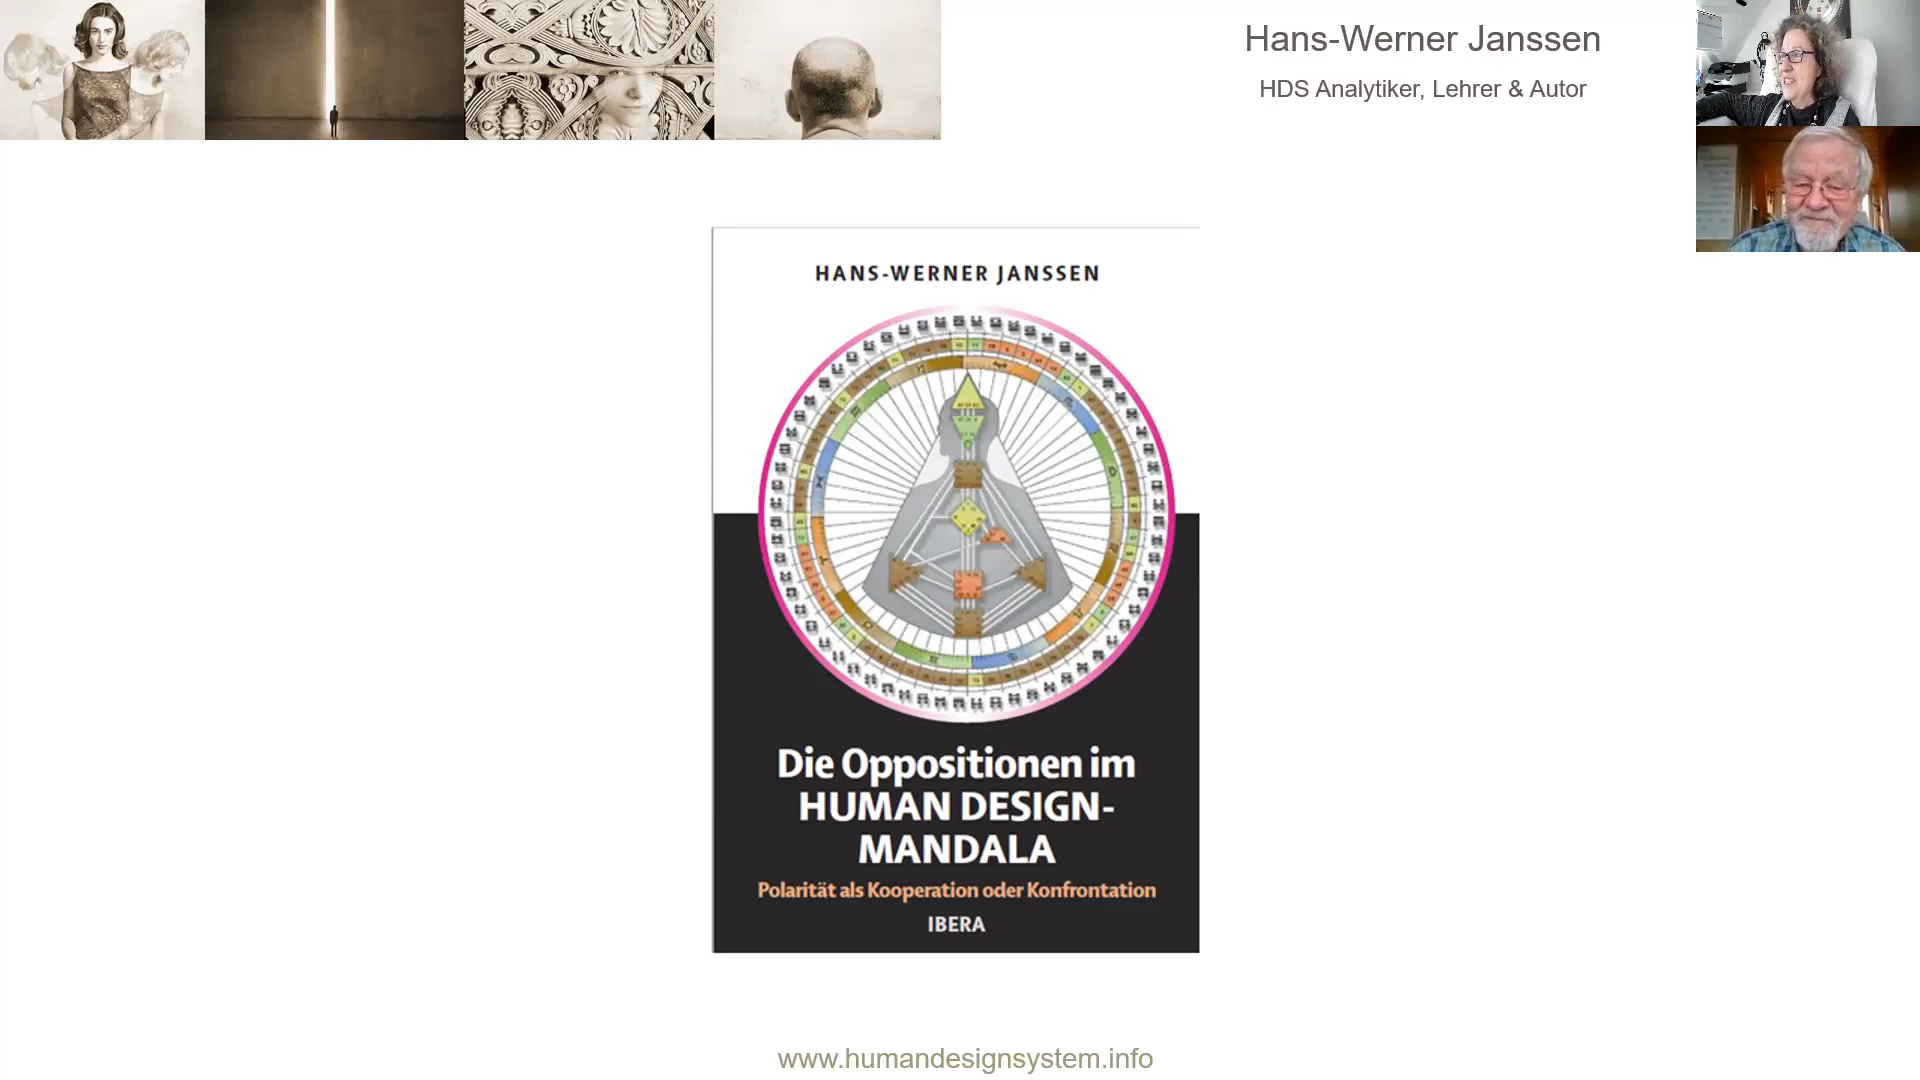 Hans-Werner Janssen
HDS Analytiker, Lehrer & Autor
HANS-WERNER JANSSEN
Die Oppositionen im
HUMAN DESIGN-
MANDALA
Polarität als Kooperation oder Konfrontation
IBERA
www.humandesignsystem.info